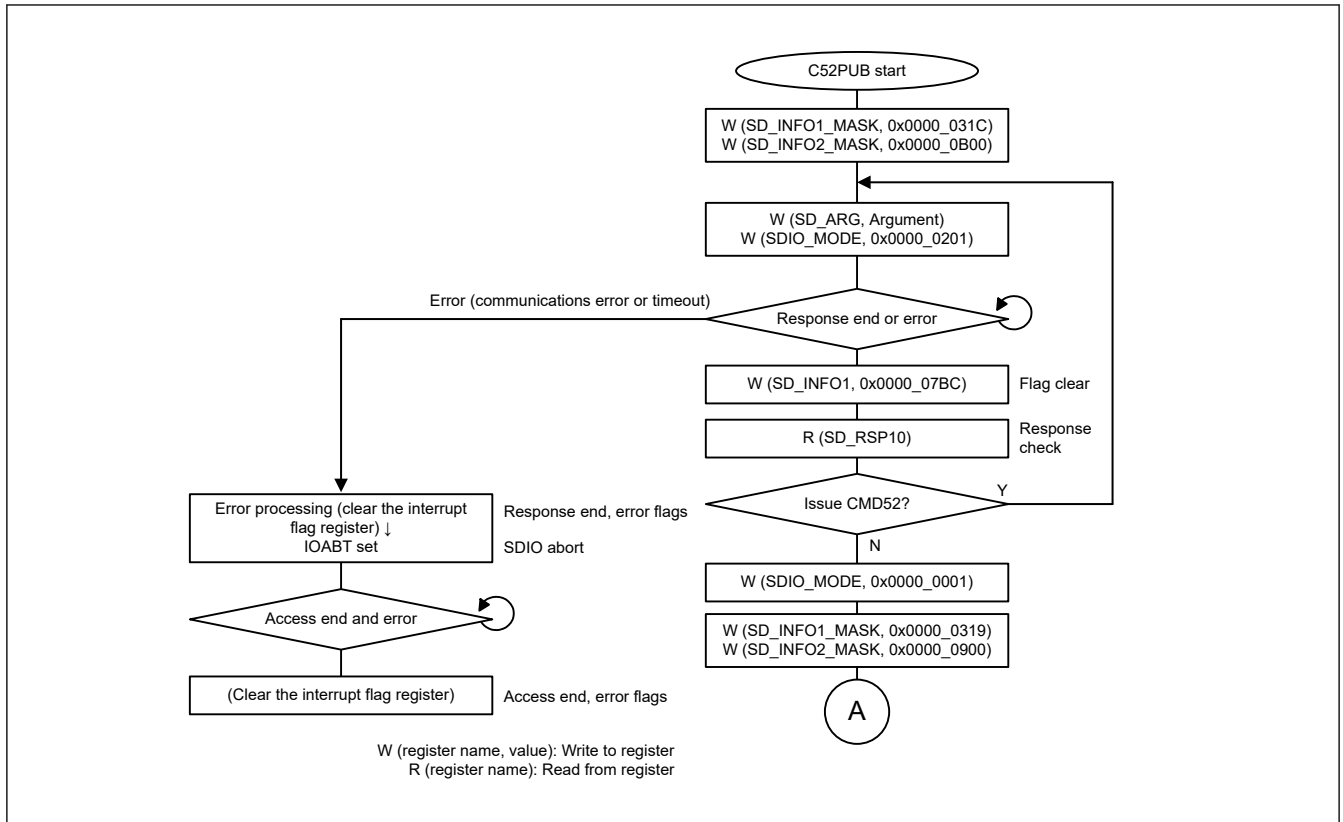 C52PUB start
W (SD_INFO1_MASK, 0x0000_031C)
W (SD_INFO2_MASK, 0x0000_0B00)
W (SD_ARG, Argument)
W (SDIO_MODE, 0x0000_0201)
Error (communications error or timeout)
Response end or error
W (SD_INFO1, 0x0000_07BC)
Flag clear
R (SD_RSP10)
Response
check
Issue CMD52?
Y
N
Error processing (clear the interrupt
flag register) ↓
IOABT set
Response end, error flags
SDIO abort
W (SDIO_MODE, 0x0000_0001)
Access end and error
W (SD_INFO1_MASK, 0x0000_0319)
W (SD_INFO2_MASK, 0x0000_0900)
(Clear the interrupt flag register)
Access end, error flags
A
W (register name, value): Write to register
R (register name): Read from register